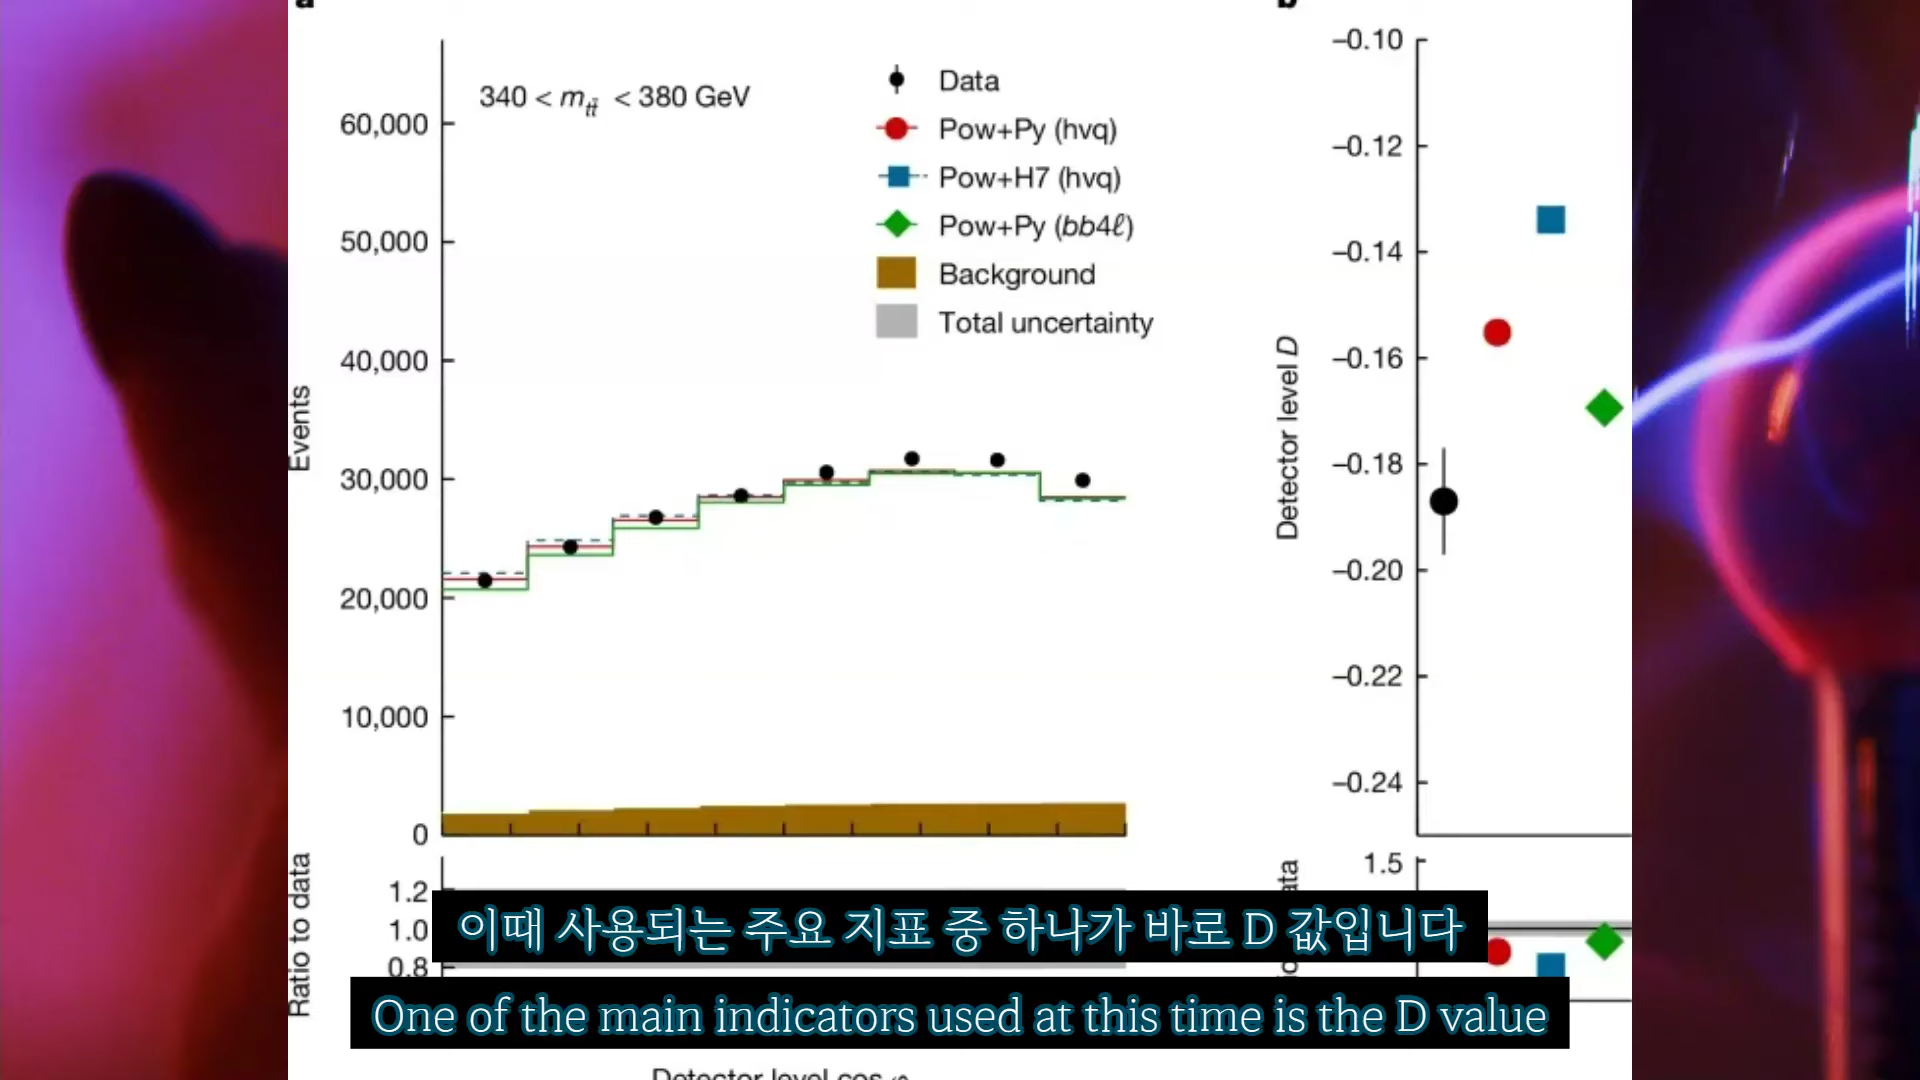 a
340 < m_tt̄ < 380 GeV
Data
Pow+Py (hvq)
Pow+H7 (hvq)
Pow+Py (bb4ℓ)
Background
Total uncertainty
60,000
50,000
40,000
30,000
20,000
10,000
0
Events
1.2
1.0
0.8
Ratio to data
Detector level cos φ
b
–0.10
–0.12
–0.14
–0.16
–0.18
–0.20
–0.22
–0.24
Detector level D
1.5
이때 사용되는 주요 지표 중 하나가 바로 D 값입니다
One of the main indicators used at this time is the D value